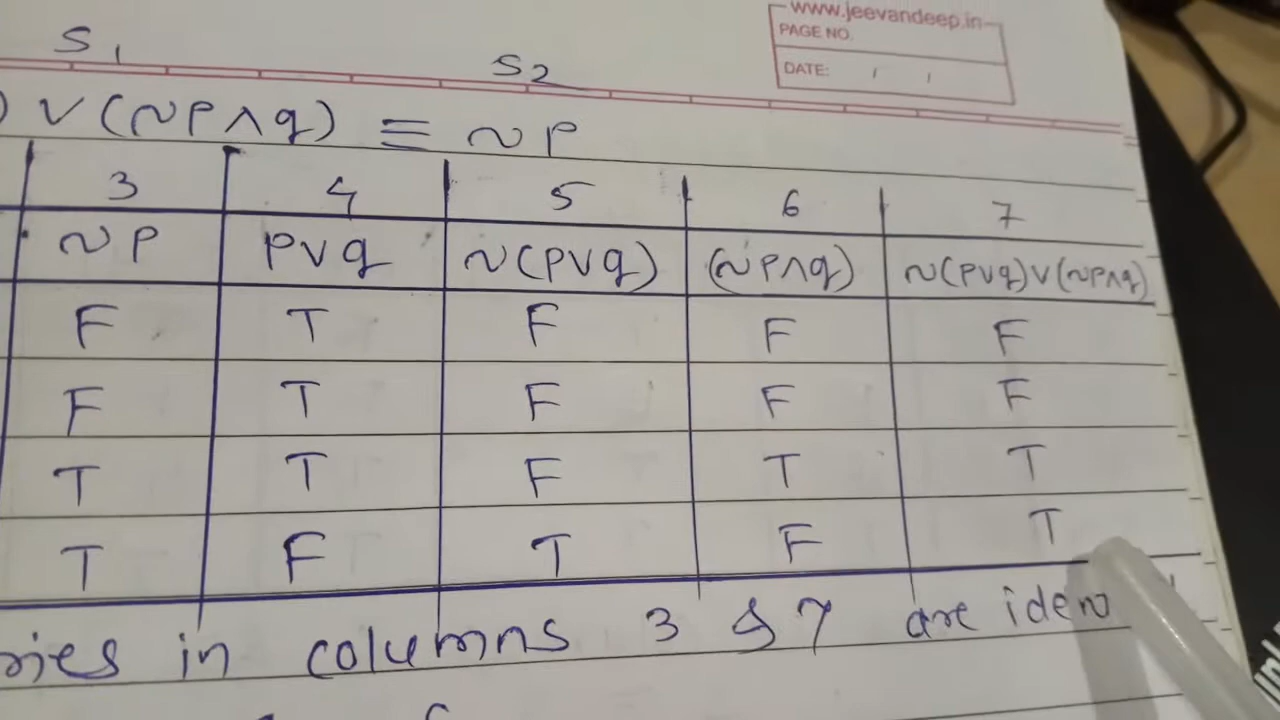 www.jeevandeep.in
PAGE NO.
DATE: / /
S1 S2
) ∨ (~P∧q) ≡ ~P
3 4 5 6 7
~P P∨q ~(P∨q) (~P∧q) ~(P∨q)∨(~P∧q)
F T F F F
F T F F F
T T F T T
T F T F T
in columns 3 & 7 are iden